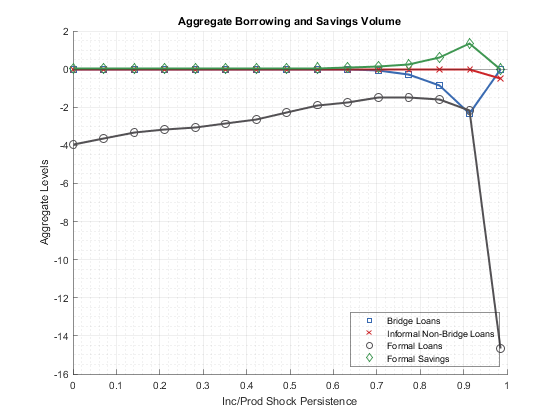 Aggregate Borrowing and Savings Volume
2
0
-2
-4
-6
-8
-10
-12
-14
-16
Aggregate Levels
Bridge Loans
Informal Non-Bridge Loans
Formal Loans
Formal Savings
0 0.1 0.2 0.3 0.4 0.5 0.6 0.7 0.8 0.9 1
Inc/Prod Shock Persistence